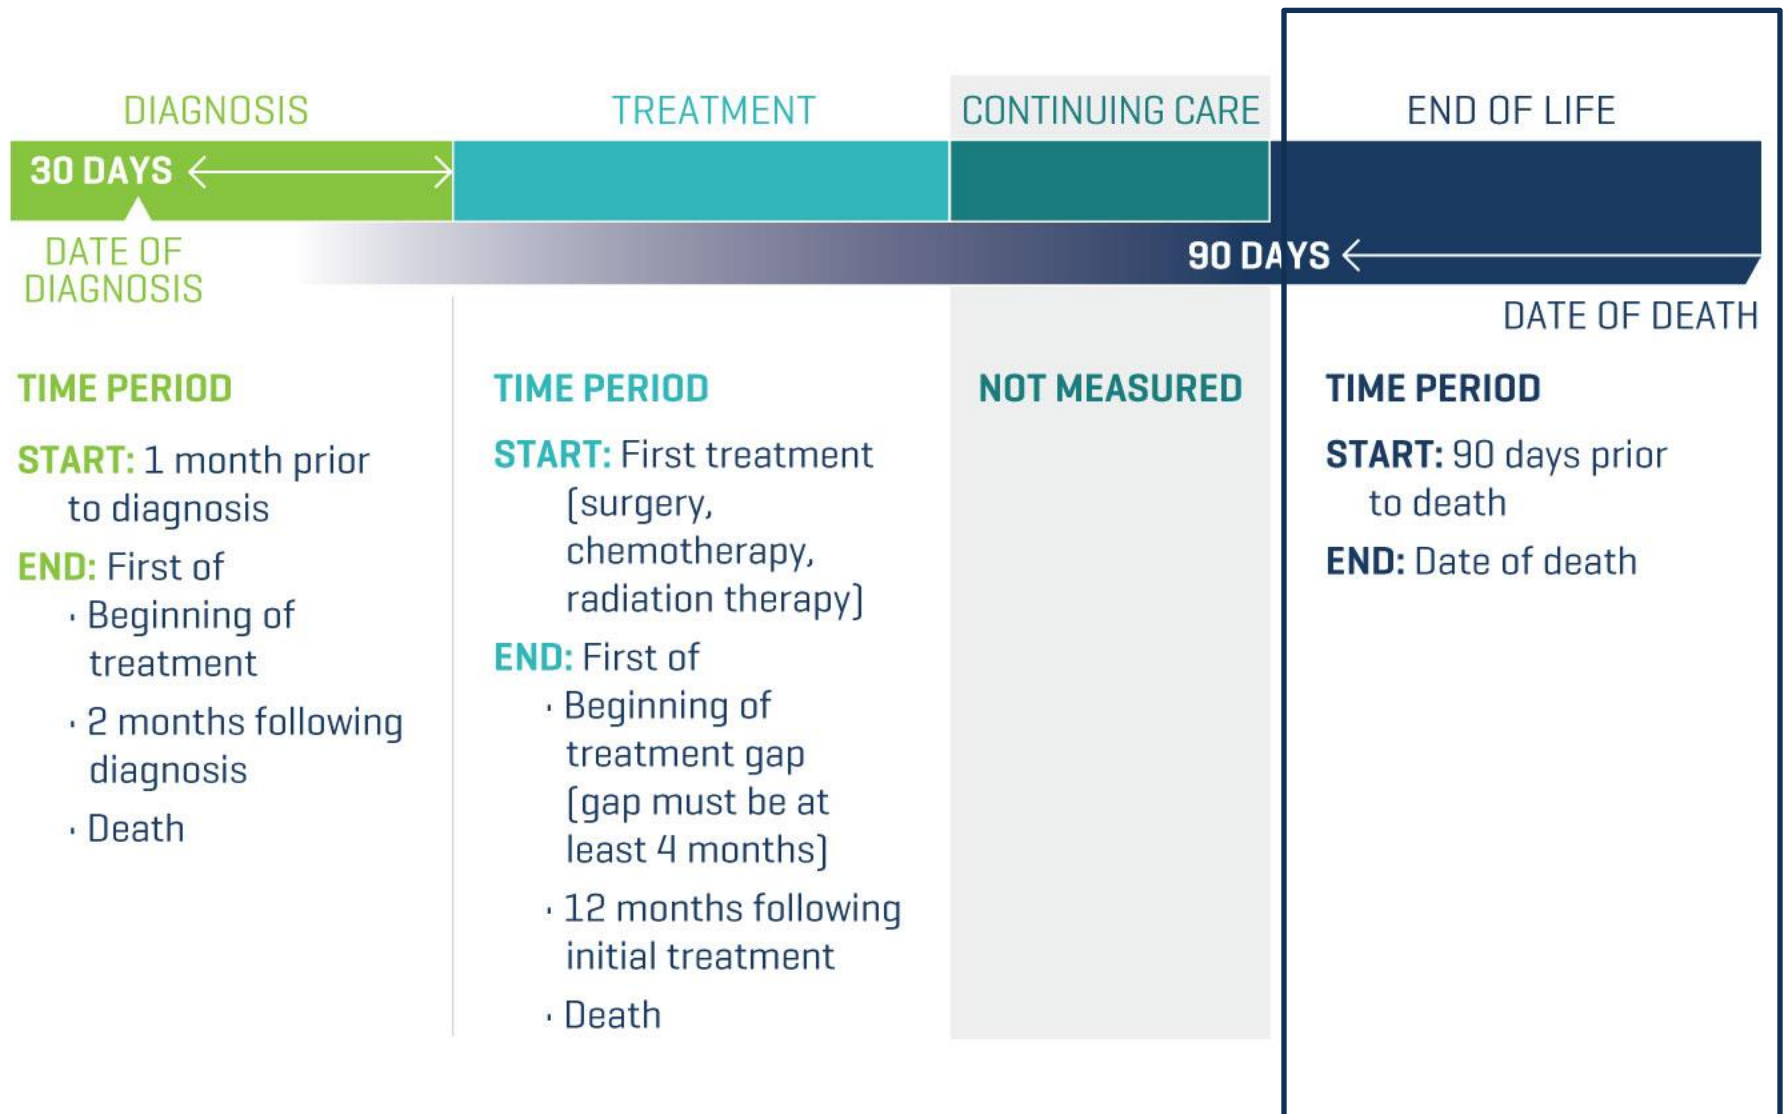 DIAGNOSIS
TREATMENT
CONTINUING CARE
END OF LIFE
30 DAYS
DATE OF
DIAGNOSIS
90 DAYS
DATE OF DEATH
TIME PERIOD
START: 1 month prior
to diagnosis
END: First of
· Beginning of
treatment
· 2 months following
diagnosis
· Death
TIME PERIOD
START: First treatment
(surgery,
chemotherapy,
radiation therapy)
END: First of
· Beginning of
treatment gap
(gap must be at
least 4 months)
· 12 months following
initial treatment
· Death
NOT MEASURED
TIME PERIOD
START: 90 days prior
to death
END: Date of death